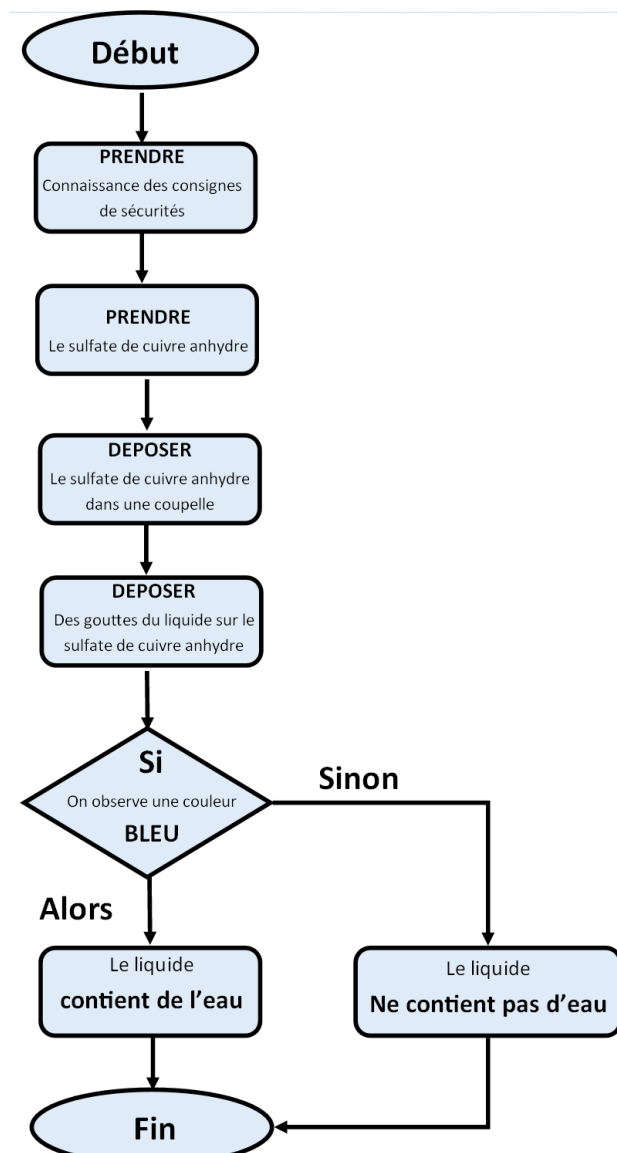 Début
PRENDRE
Connaissance des consignes
de sécurités
PRENDRE
Le sulfate de cuivre anhydre
DEPOSER
Le sulfate de cuivre anhydre
dans une coupelle
DEPOSER
Des gouttes du liquide sur le
sulfate de cuivre anhydre
Si
On observe une couleur
BLEU
Sinon
Alors
Le liquide
contient de l'eau
Le liquide
Ne contient pas d'eau
Fin